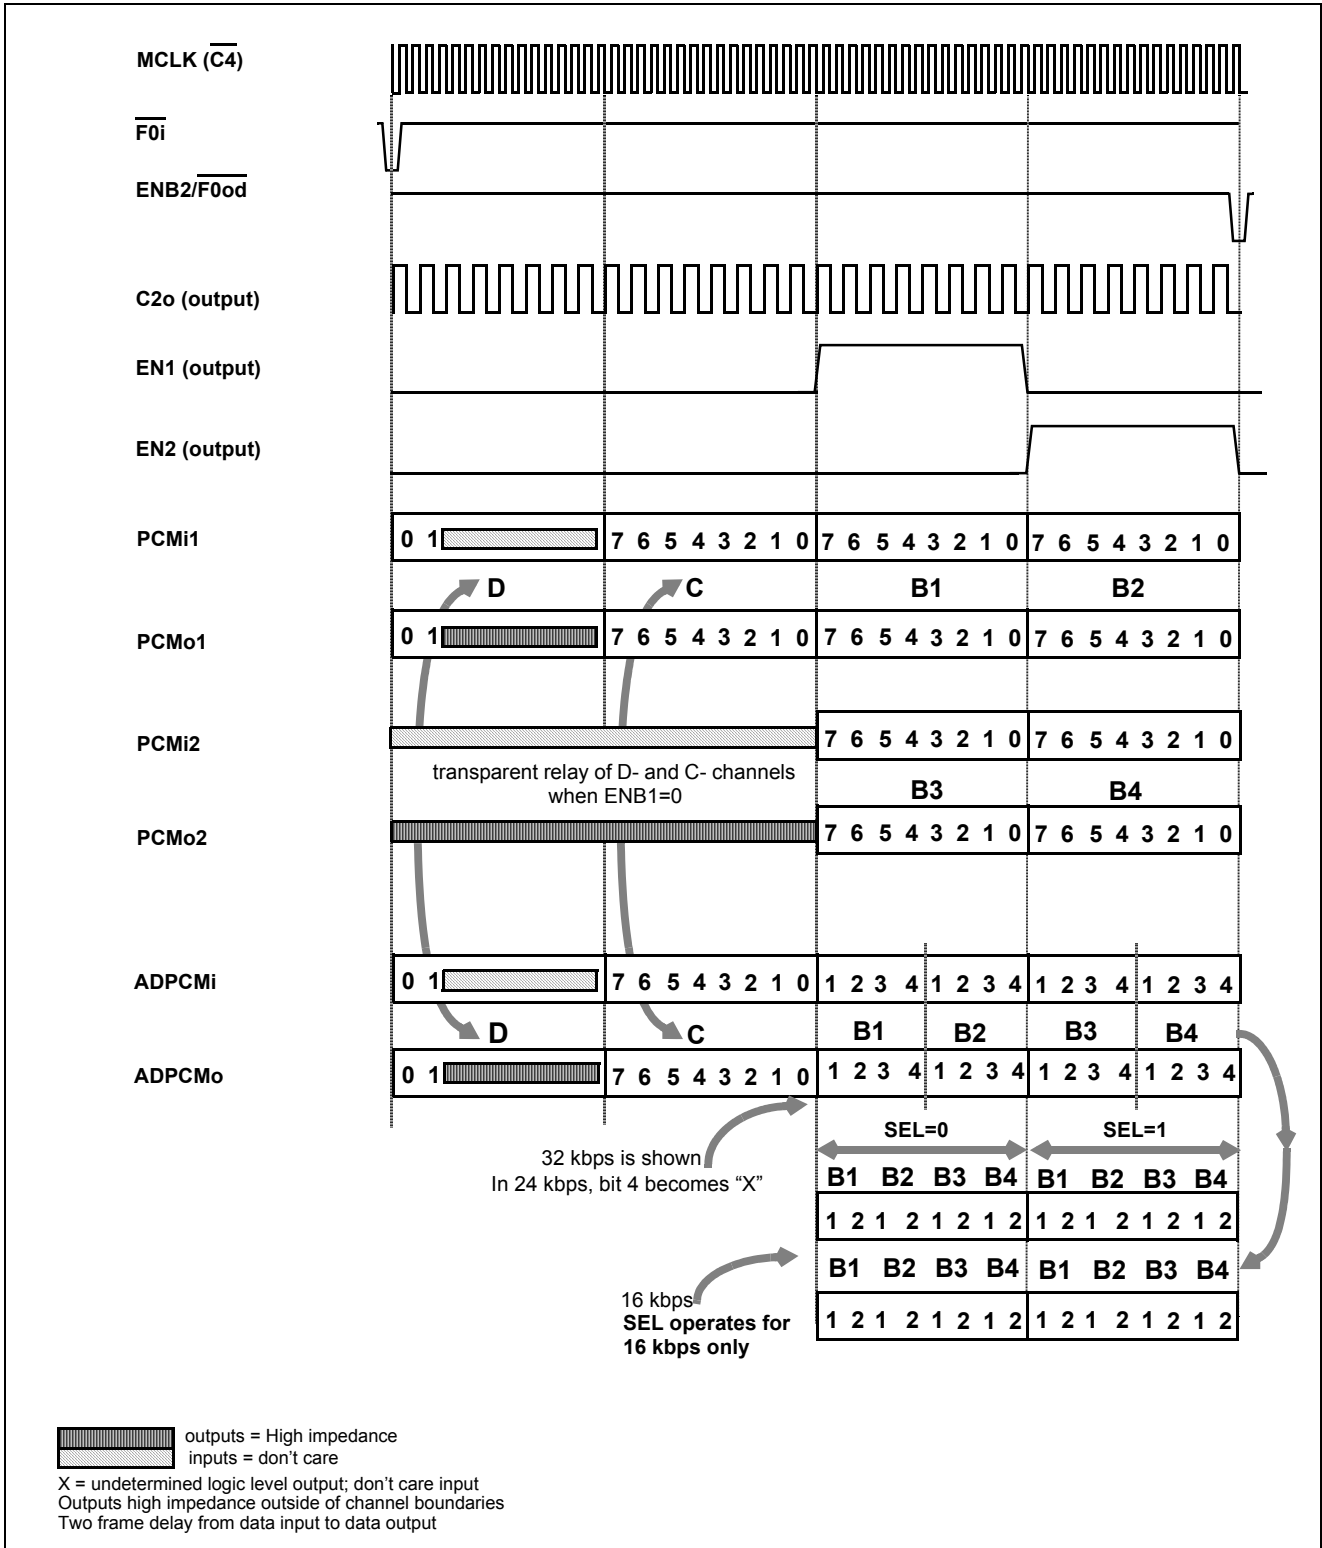 MCLK (C4)
F0i
ENB2/F0od
C2o (output)
EN1 (output)
EN2 (output)
PCMi1 0 1 7 6 5 4 3 2 1 0 7 6 5 4 3 2 1 0 7 6 5 4 3 2 1 0
D C B1 B2
PCMo1 0 1 7 6 5 4 3 2 1 0 7 6 5 4 3 2 1 0 7 6 5 4 3 2 1 0
PCMi2 7 6 5 4 3 2 1 0 7 6 5 4 3 2 1 0
transparent relay of D- and C- channels
when ENB1=0
B3 B4
PCMo2 7 6 5 4 3 2 1 0 7 6 5 4 3 2 1 0
ADPCMi 0 1 7 6 5 4 3 2 1 0 1 2 3 4 1 2 3 4 1 2 3 4 1 2 3 4
D C B1 B2 B3 B4
ADPCMo 0 1 7 6 5 4 3 2 1 0 1 2 3 4 1 2 3 4 1 2 3 4 1 2 3 4
SEL=0 SEL=1
32 kbps is shown
In 24 kbps, bit 4 becomes “X”
B1 B2 B3 B4 B1 B2 B3 B4
1 2 1 2 1 2 1 2 1 2 1 2 1 2 1 2
B1 B2 B3 B4 B1 B2 B3 B4
16 kbps
SEL operates for
16 kbps only
1 2 1 2 1 2 1 2 1 2 1 2 1 2 1 2
outputs = High impedance
inputs = don't care
X = undetermined logic level output; don't care input
Outputs high impedance outside of channel boundaries
Two frame delay from data input to data output